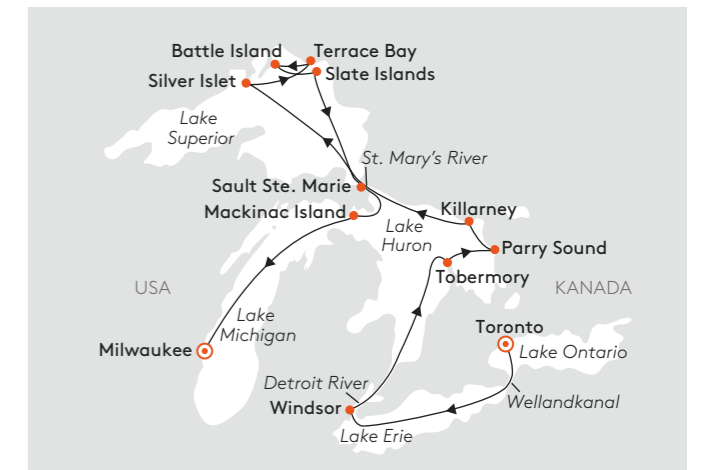 Battle Island
Terrace Bay
Silver Islet
Slate Islands
Lake
Superior
St. Mary's River
Sault Ste. Marie
Mackinac Island
Killarney
Lake
Huron
Parry Sound
Tobermory
USA
KANADA
Lake
Michigan
Toronto
Milwaukee
Lake Ontario
Detroit River
Wellandkanal
Windsor
Lake Erie